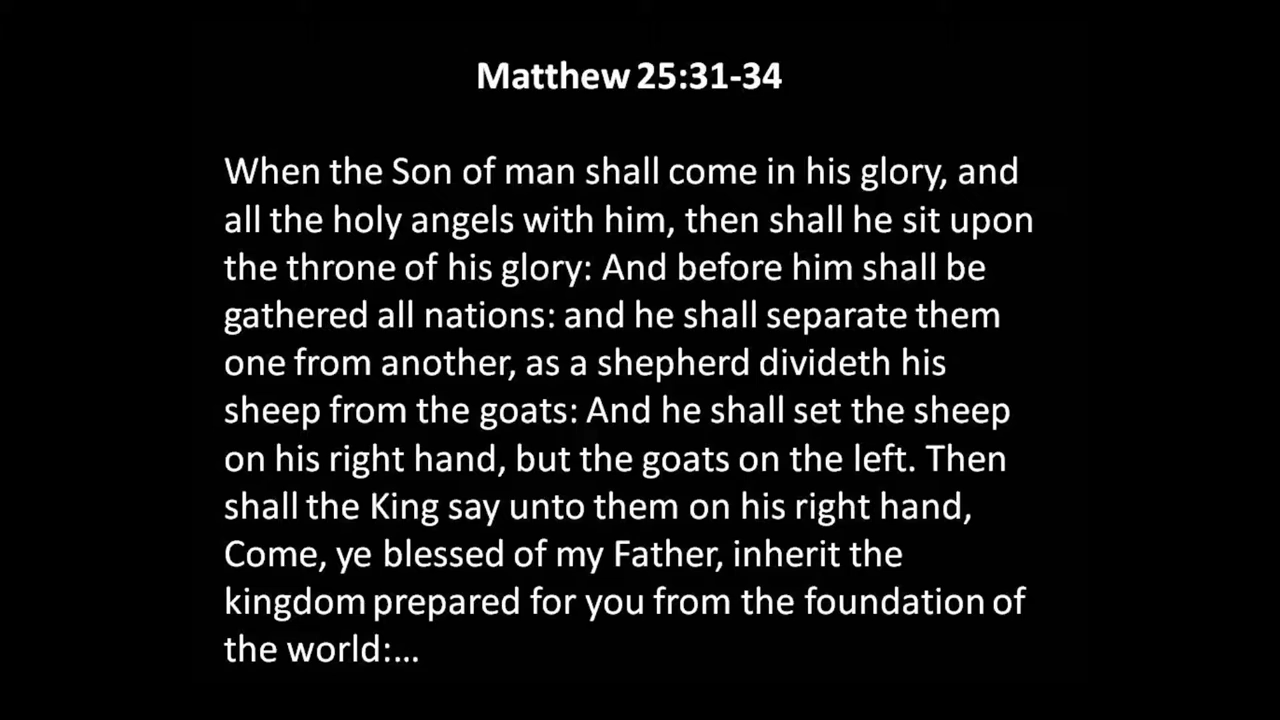 Matthew 25:31-34
When the Son of man shall come in his glory, and
all the holy angels with him, then shall he sit upon
the throne of his glory: And before him shall be
gathered all nations: and he shall separate them
one from another, as a shepherd divideth his
sheep from the goats: And he shall set the sheep
on his right hand, but the goats on the left. Then
shall the King say unto them on his right hand,
Come, ye blessed of my Father, inherit the
kingdom prepared for you from the foundation of
the world:...